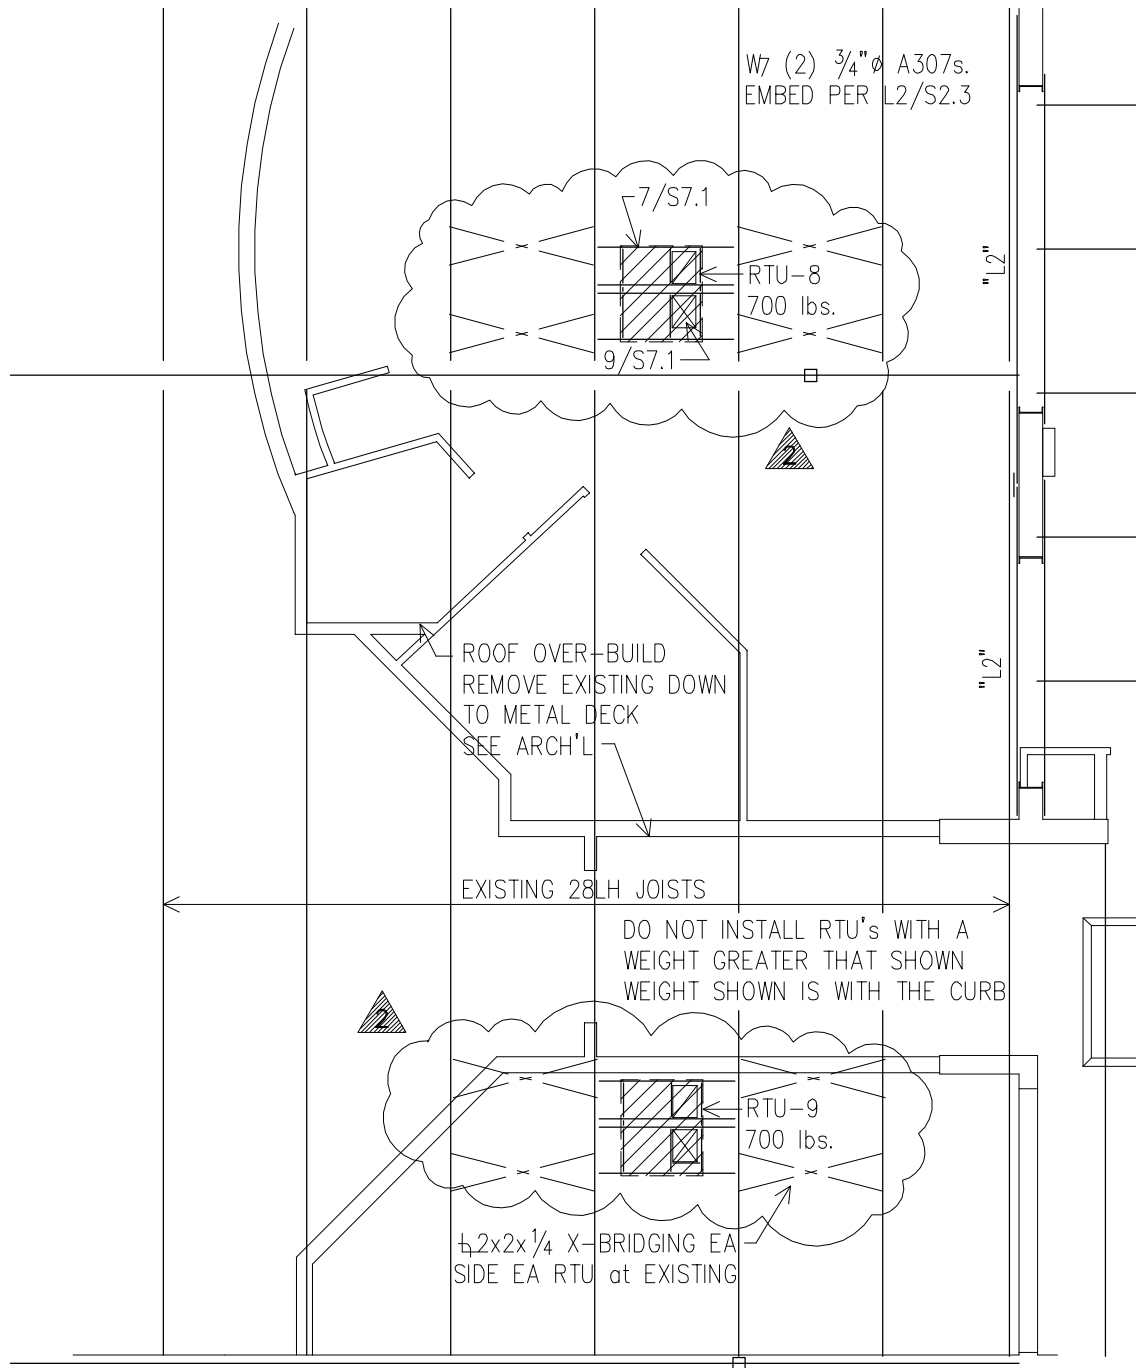 W/ (2) 3/4"ø A307s.
EMBED PER L2/S2.3
7/S7.1
"L2"
RTU-8
700 lbs.
9/S7.1
2
ROOF OVER-BUILD
REMOVE EXISTING DOWN
TO METAL DECK
SEE ARCH'L
"L2"
EXISTING 28LH JOISTS
DO NOT INSTALL RTU's WITH A
WEIGHT GREATER THAT SHOWN
WEIGHT SHOWN IS WITH THE CURB
2
RTU-9
700 lbs.
2x2x1/4 X-BRIDGING EA
SIDE EA RTU at EXISTING